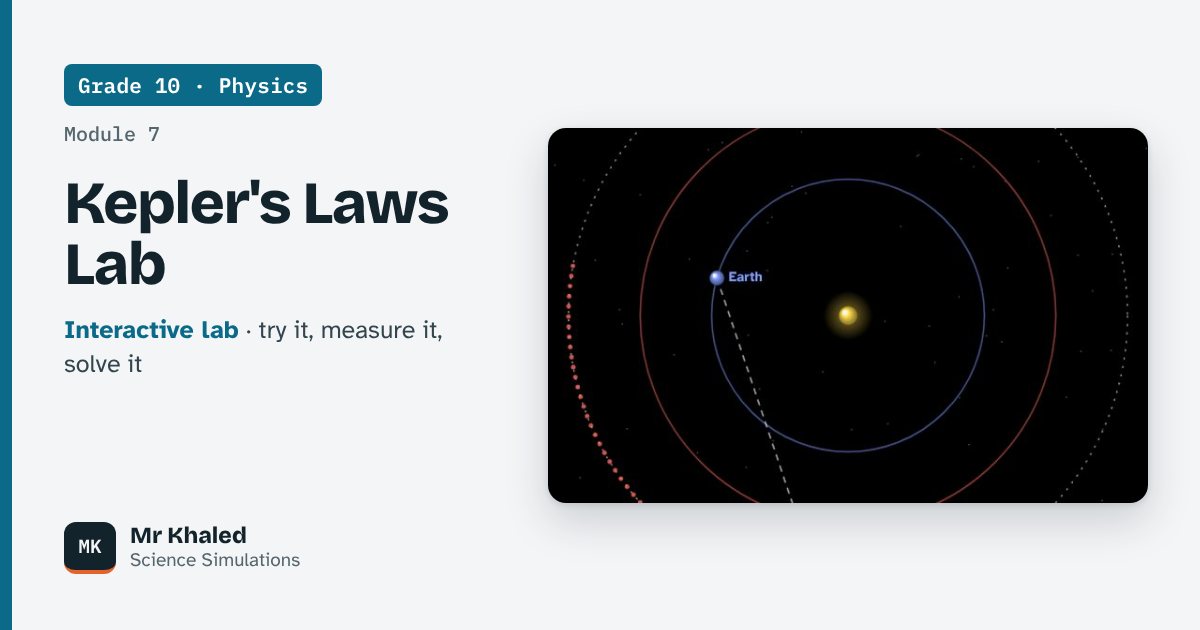 Grade 10 · Physics
Module 7
Kepler's Laws
Lab
Interactive lab · try it, measure it,
solve it
Earth
MK
Mr Khaled
Science Simulations